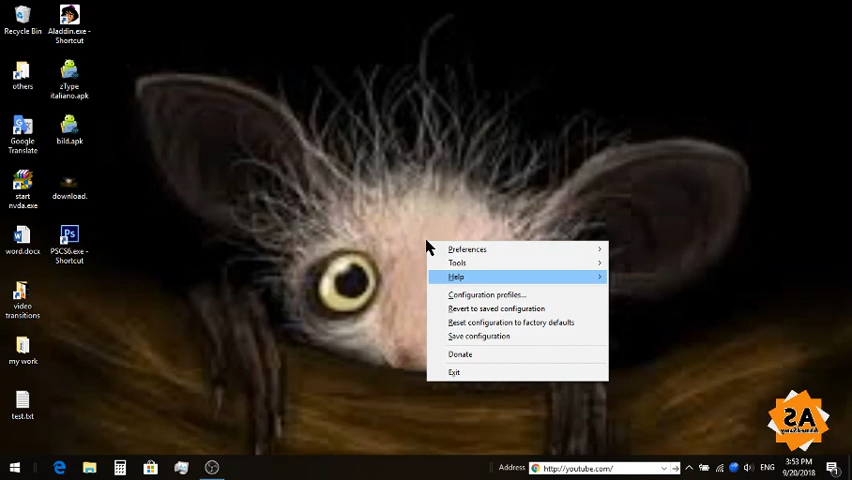 Recycle Bin
Aladdin.exe -
Shortcut
others
zType
italiano.apk
Google
Translate
bild.apk
start
nvda.exe
download.
word.docx
PSCS6.exe -
Shortcut
video
transitions
my work
test.txt
Preferences
Tools
Help
Configuration profiles...
Revert to saved configuration
Reset configuration to factory defaults
Save configuration
Donate
Exit
AS
Address
http://youtube.com/
ENG
3:53 PM
9/20/2018
1